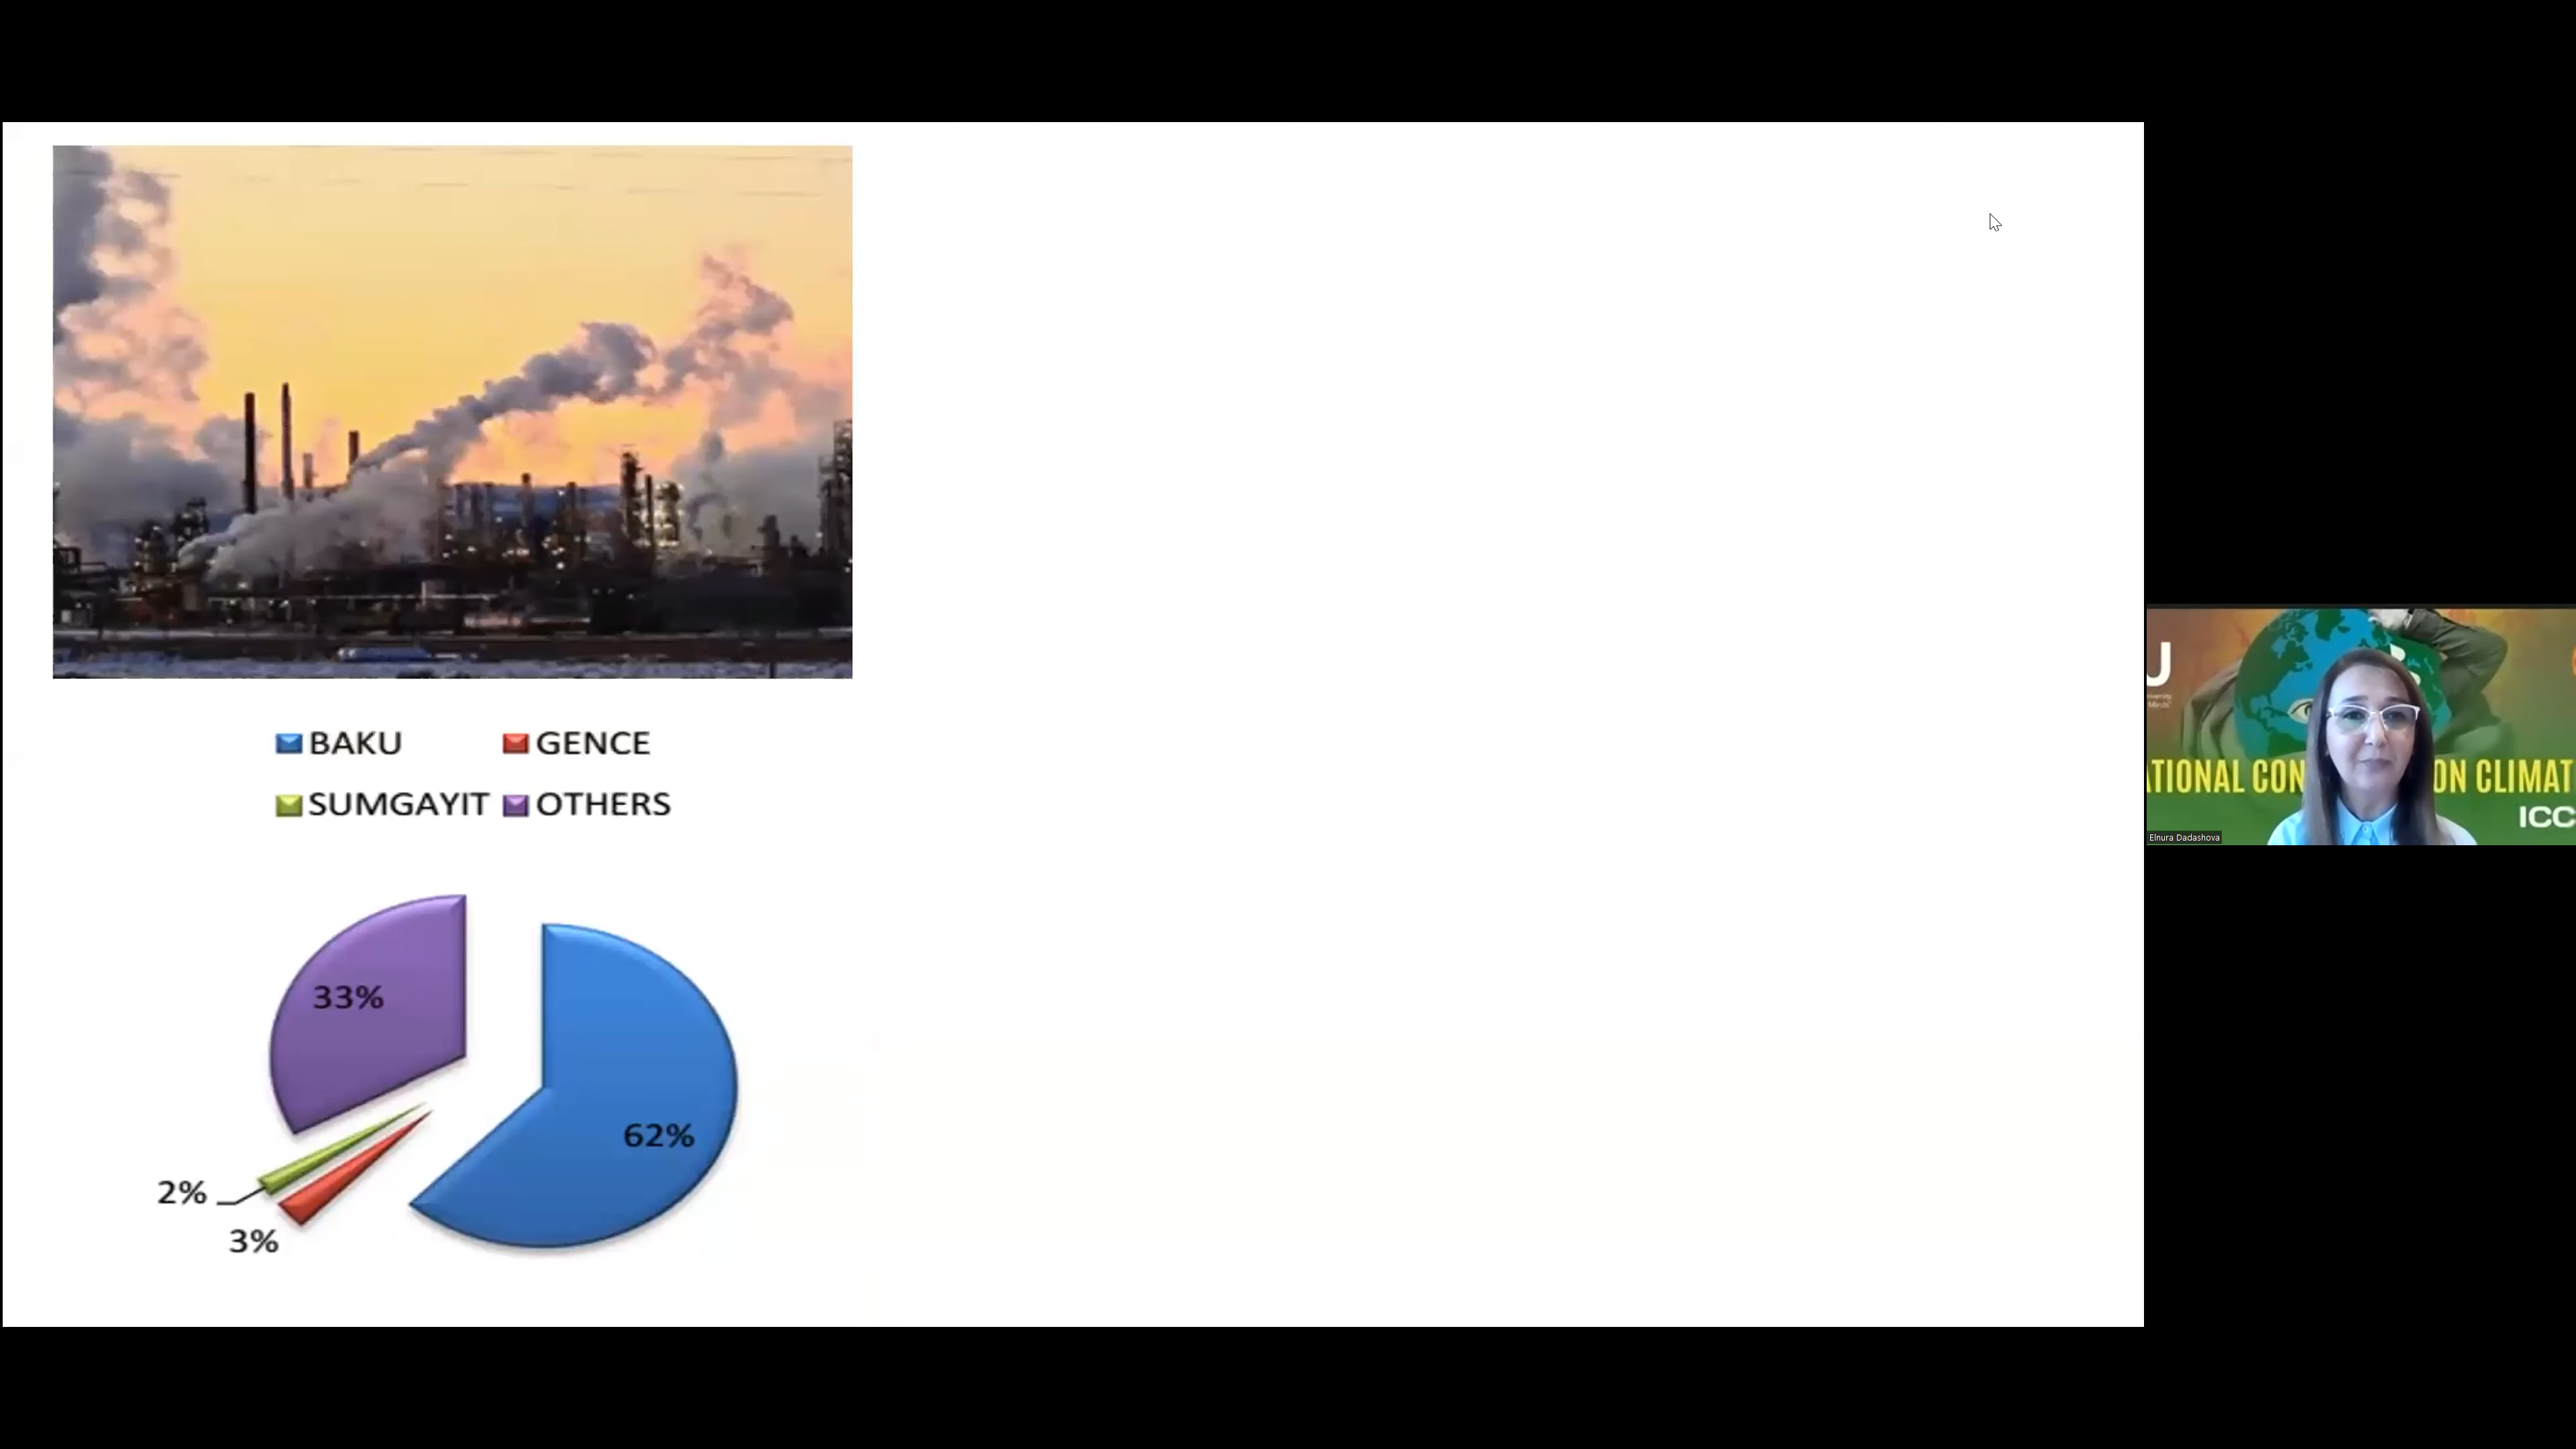 BAKU GENCE
SUMGAYIT OTHERS
33%
62%
2%
3%
U
ATIONAL CON ON CLIMAT
ICC
Elnura Dadashova